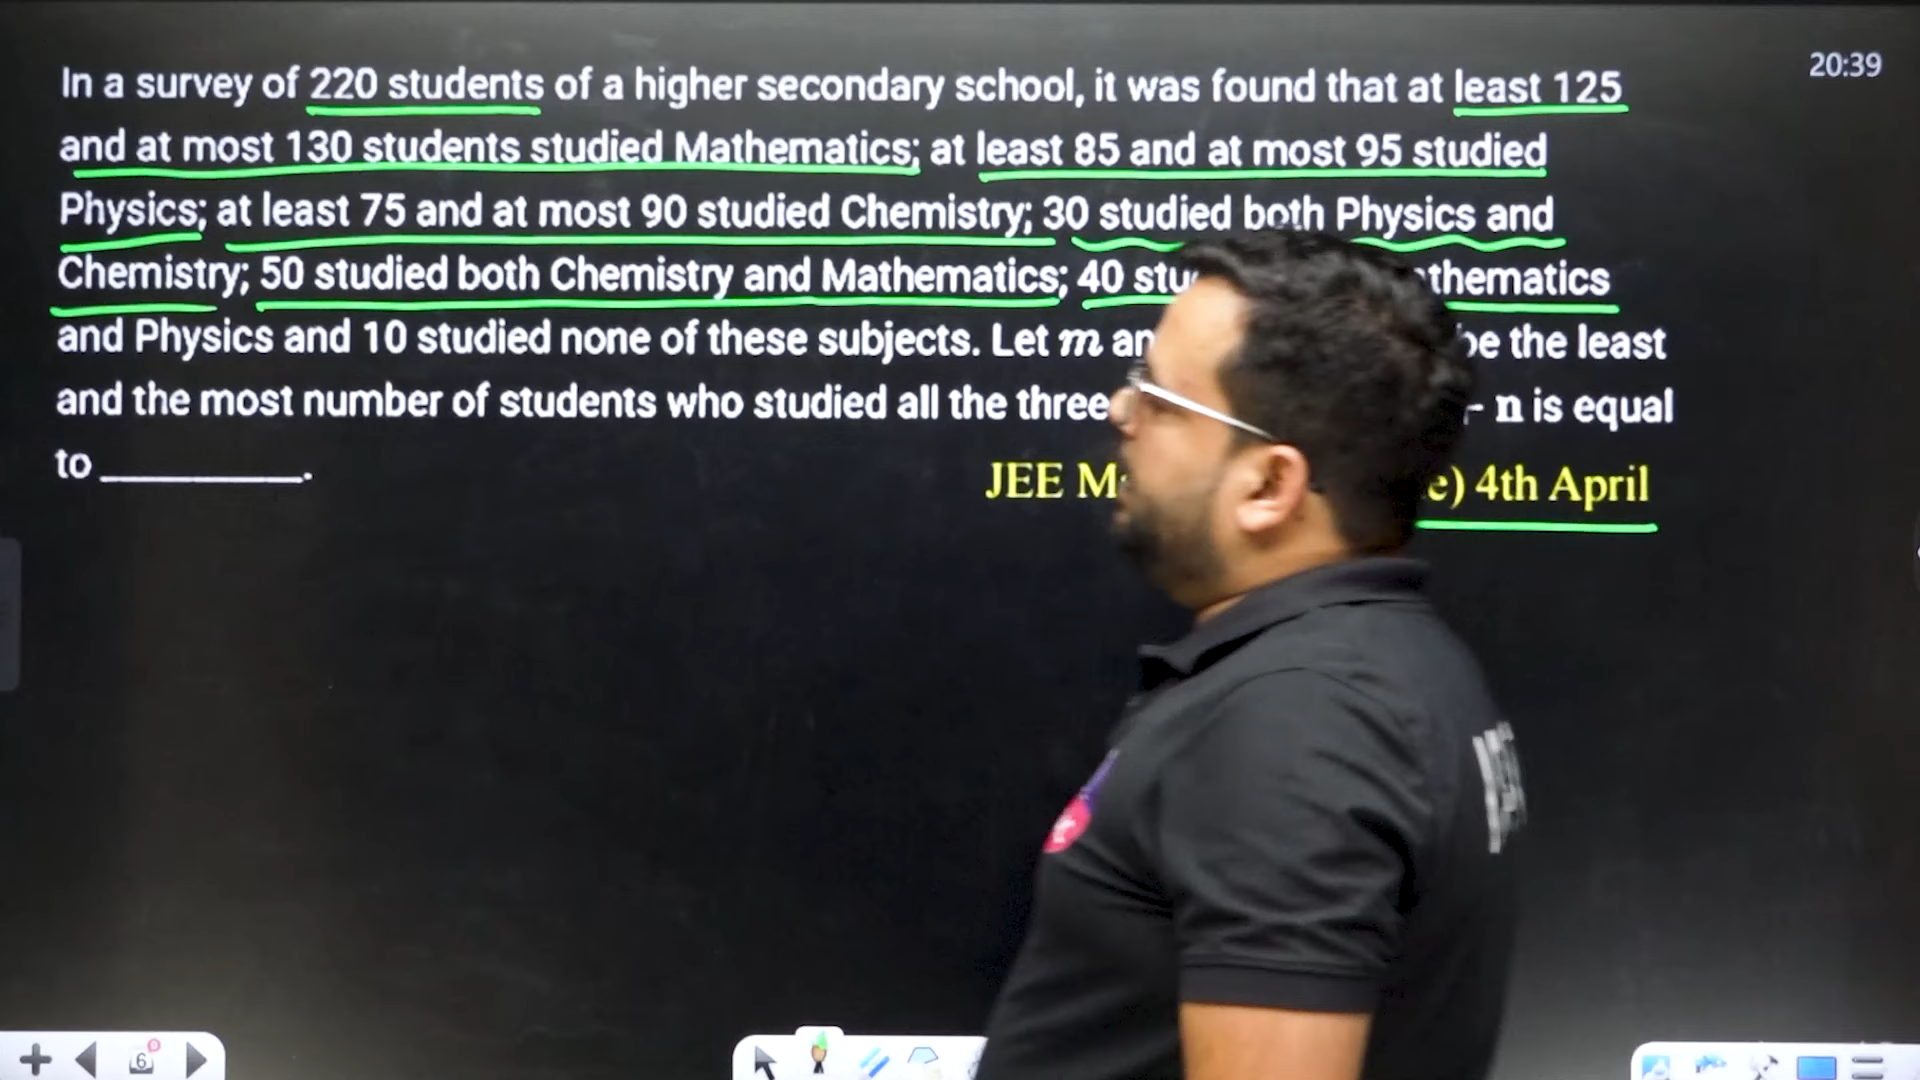 20:39
In a survey of 220 students of a higher secondary school, it was found that at least 125
and at most 130 students studied Mathematics; at least 85 and at most 95 studied
Physics; at least 75 and at most 90 studied Chemistry; 30 studied both Physics and
Chemistry; 50 studied both Chemistry and Mathematics; 40
and Physics and 10 studied none of these subjects. Let m be the least
and the most number of students who studied all the three n is equal
to __________.
JEE 4th April
6